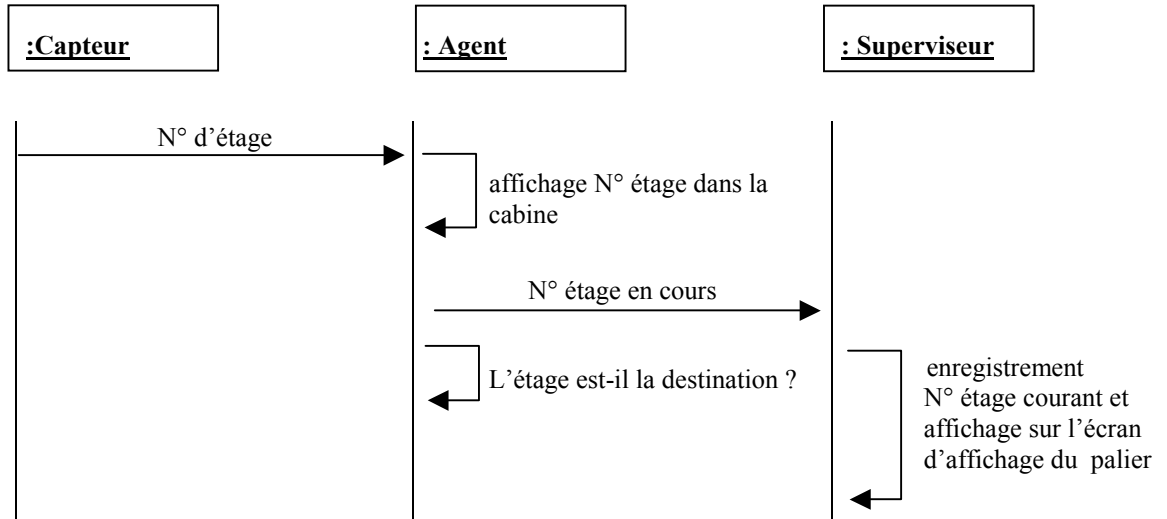 :Capteur
: Agent
: Superviseur
N° d’étage
affichage N° étage dans la
cabine
N° étage en cours
L’étage est-il la destination ?
enregistrement
N° étage courant et
affichage sur l’écran
d’affichage du palier